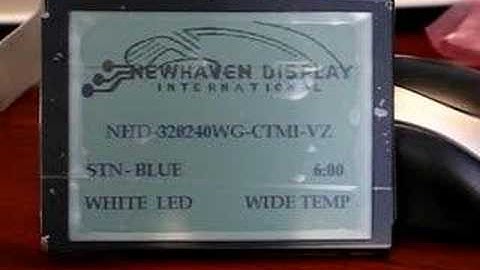 NEWHAVEN DISPLAY
INTERNATIONAL
NHD-320240WG-CTMI-VZ
STN - BLUE 6:00
WHITE LED WIDE TEMP